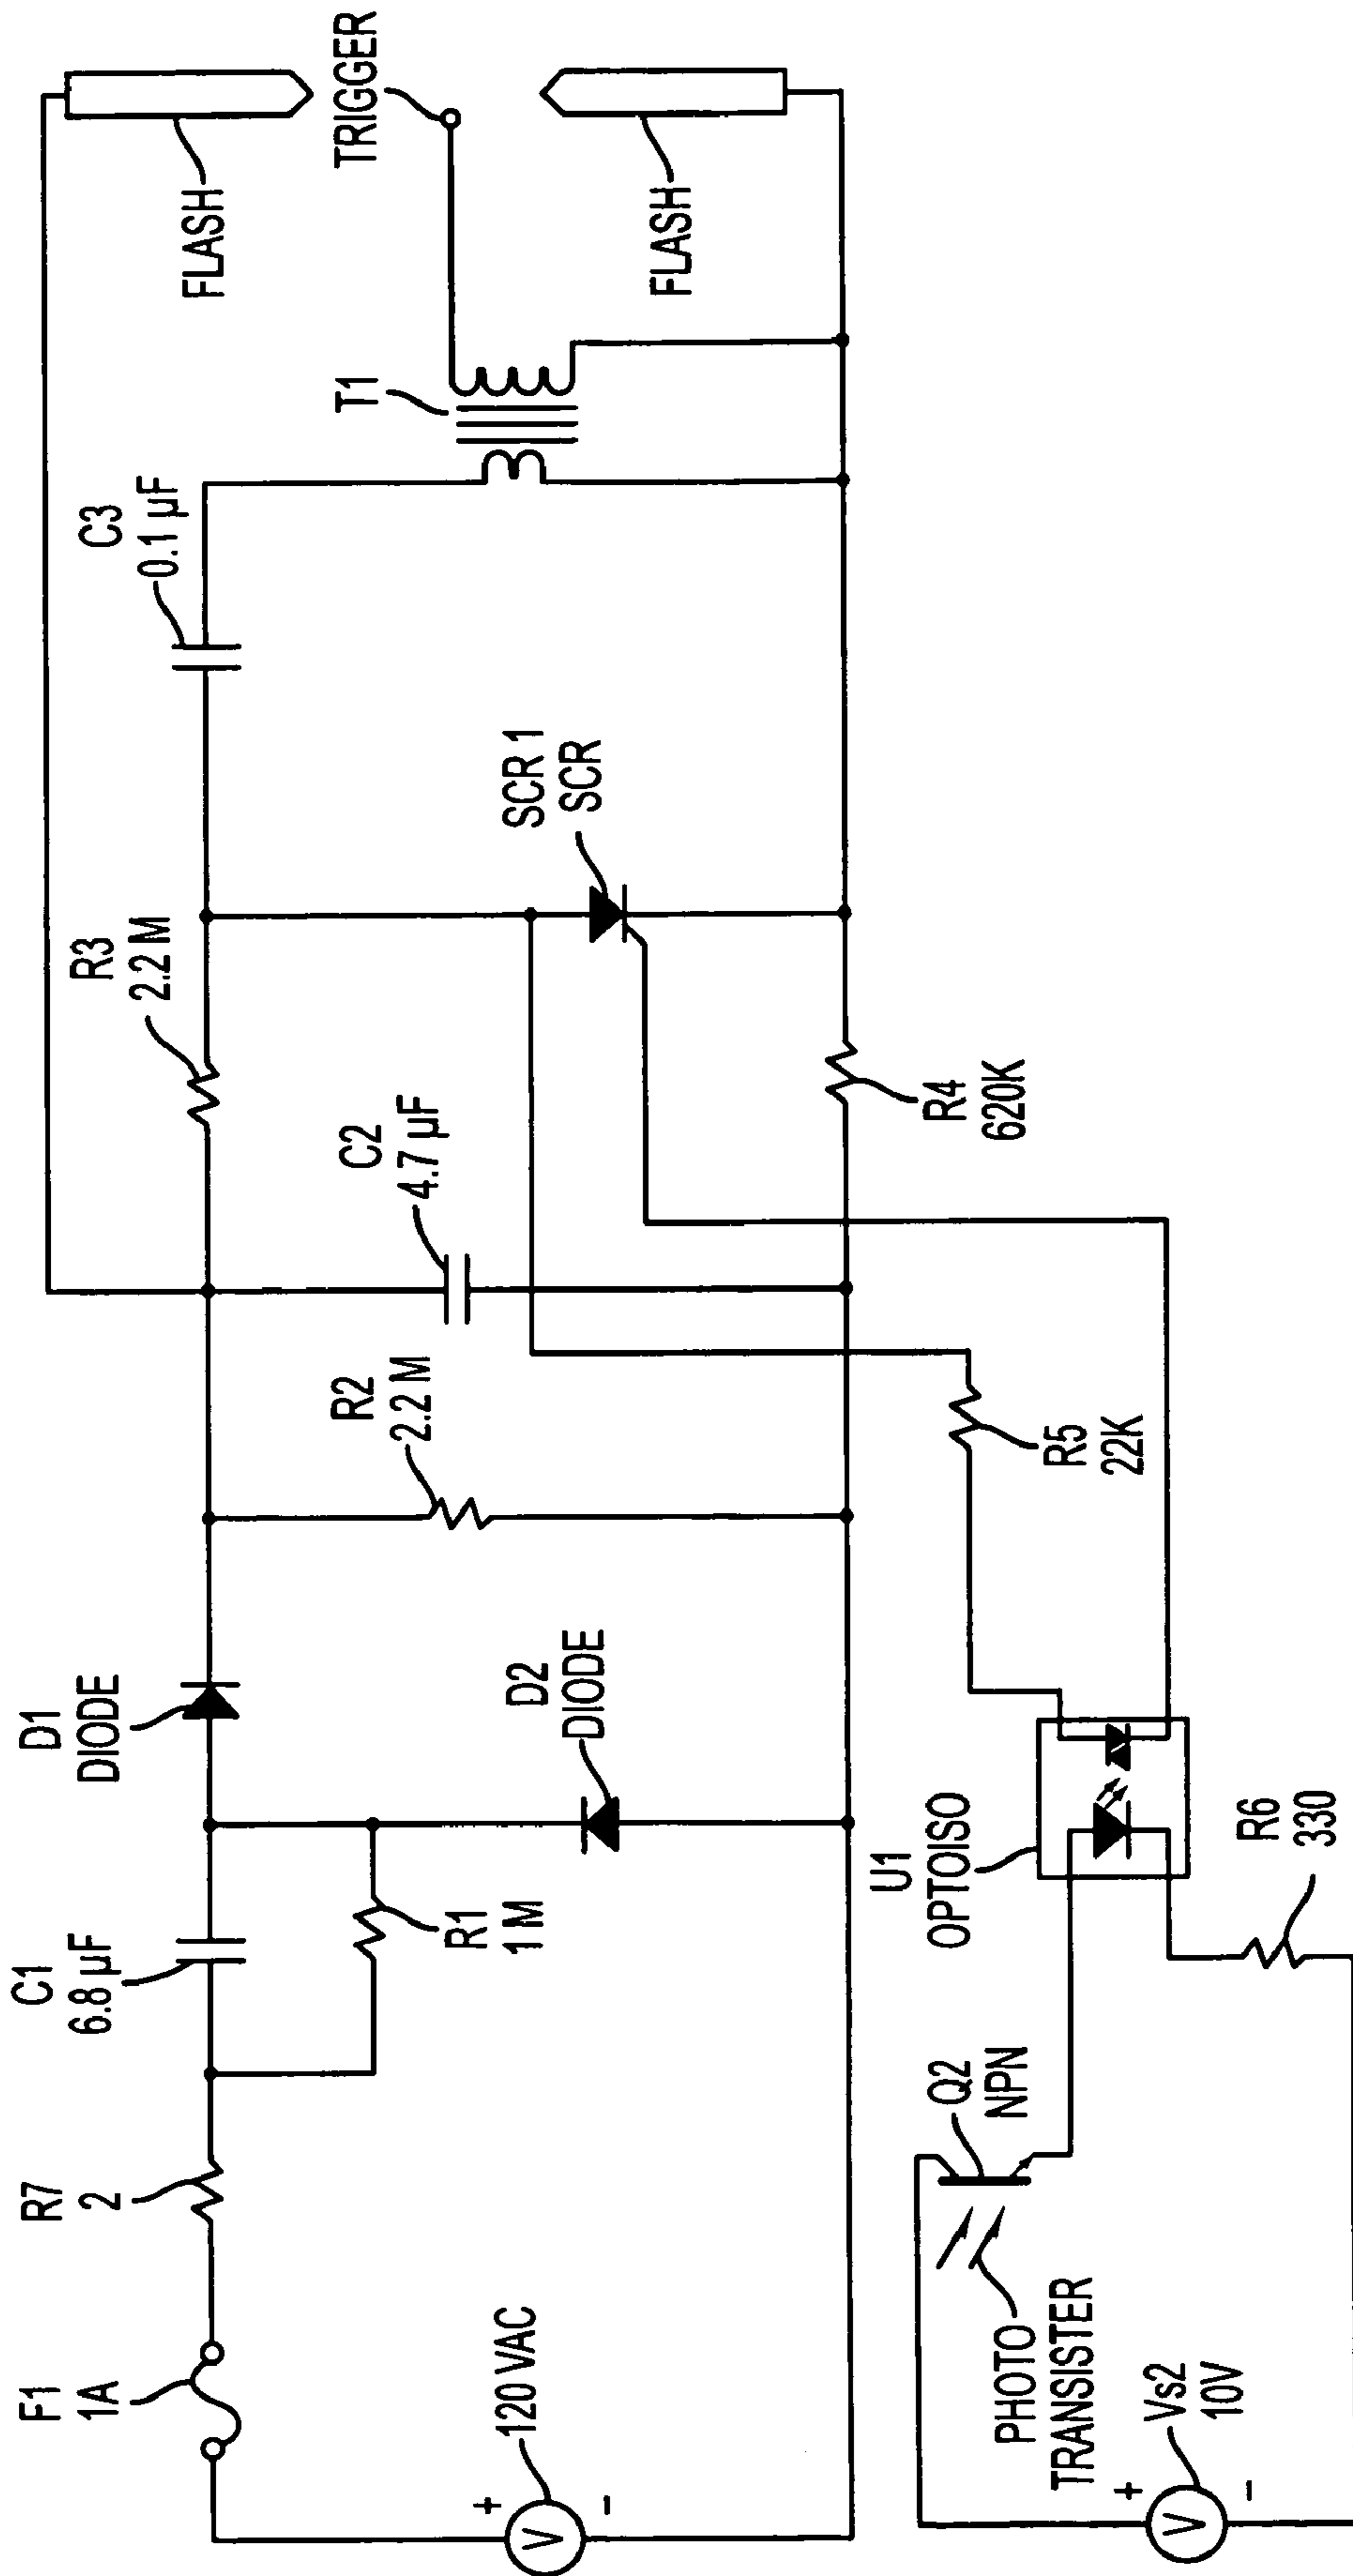 F1
1A
R7
2
C1
6.8 µF
R1
1 M
D1
DIODE
D2
DIODE
R2
2.2 M
C2
4.7 µF
R3
2.2 M
SCR 1
SCR
C3
0.1 µF
T1
TRIGGER
FLASH
FLASH
120 VAC
V
+
-
R4
620K
R5
22K
U1
OPTOISO
R6
330
Q2
NPN
PHOTO
TRANSISTER
Vs2
10V
V
+
-